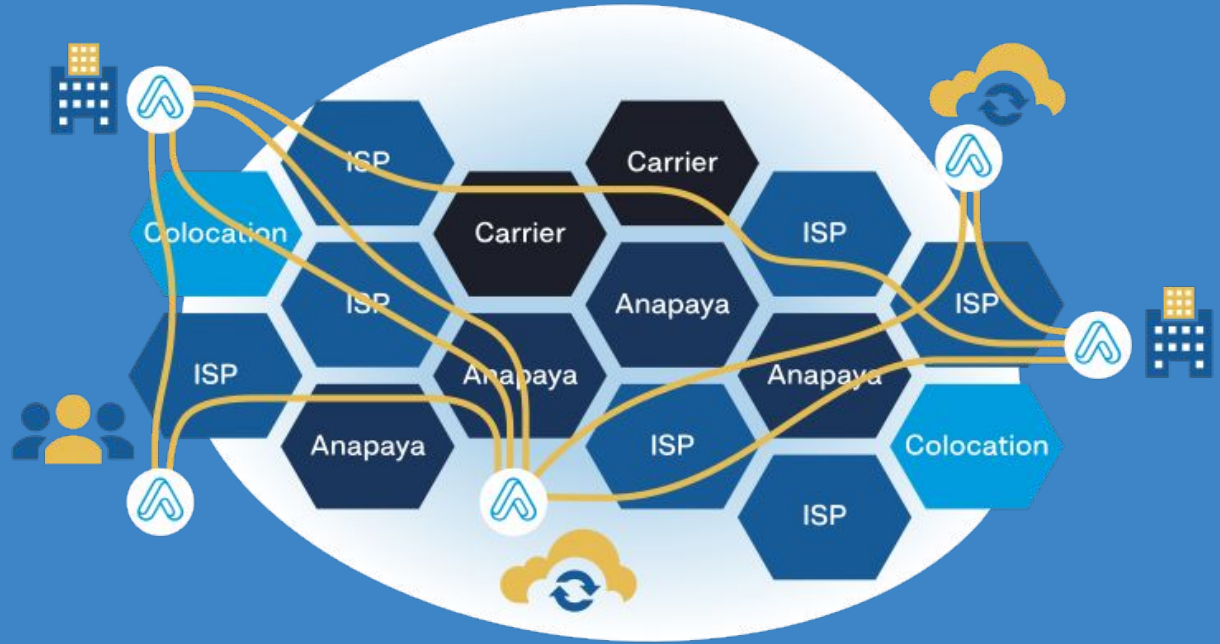 ISP
Carrier
Colocation
Carrier
ISP
ISP
Anapaya
ISP
ISP
Anapaya
Anapaya
Anapaya
ISP
Colocation
ISP